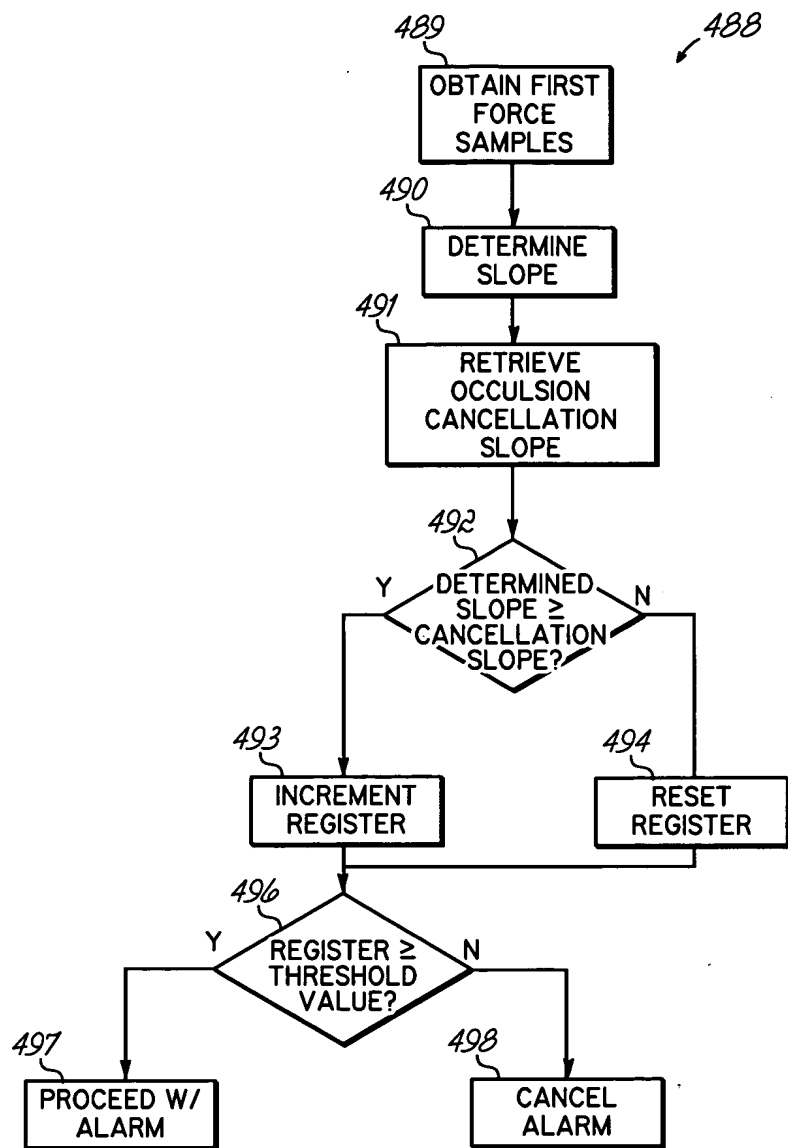 489
488
OBTAIN FIRST
FORCE
SAMPLES
490
DETERMINE
SLOPE
491
RETRIEVE
OCCULSION
CANCELLATION
SLOPE
492
Y
DETERMINED
SLOPE ≥
CANCELLATION
SLOPE?
N
493
INCREMENT
REGISTER
494
RESET
REGISTER
496
Y
REGISTER ≥
THRESHOLD
VALUE?
N
497
PROCEED W/
ALARM
498
CANCEL
ALARM